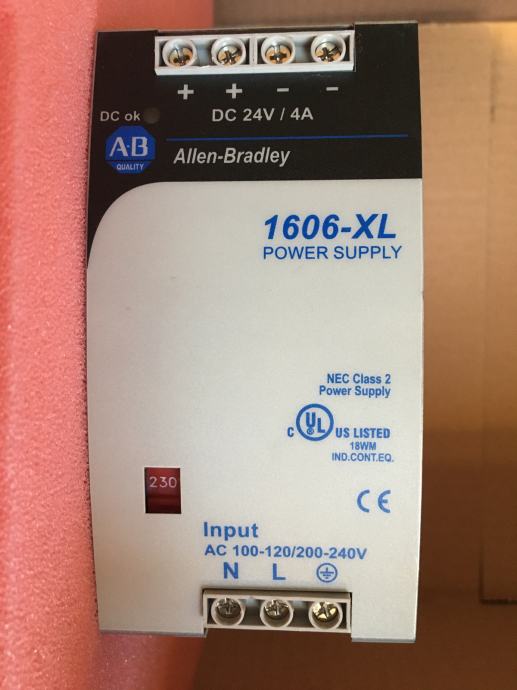 + + - -
DC ok DC 24V / 4A
A-B
QUALITY
Allen-Bradley
1606-XL
POWER SUPPLY
NEC Class 2
Power Supply
C UL US LISTED
18WM
IND.CONT.EQ.
230
CE
Input
AC 100-120/200-240V
N L